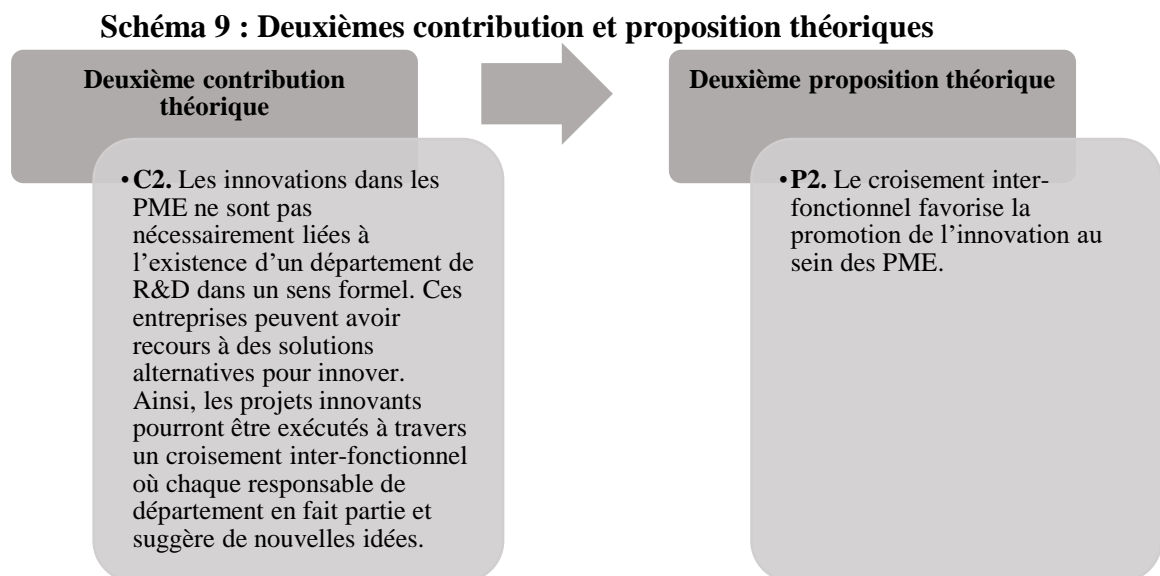 Schéma 9 : Deuxièmes contribution et proposition théoriques
Deuxième contribution
théorique
•C2. Les innovations dans les
PME ne sont pas
nécessairement liées à
l’existence d’un département de
R&D dans un sens formel. Ces
entreprises peuvent avoir
recours à des solutions
alternatives pour innover.
Ainsi, les projets innovants
pourront être exécutés à travers
un croisement inter-fonctionnel
où chaque responsable de
département en fait partie et
suggère de nouvelles idées.
Deuxième proposition théorique
•P2. Le croisement inter-
fonctionnel favorise la
promotion de l’innovation au
sein des PME.